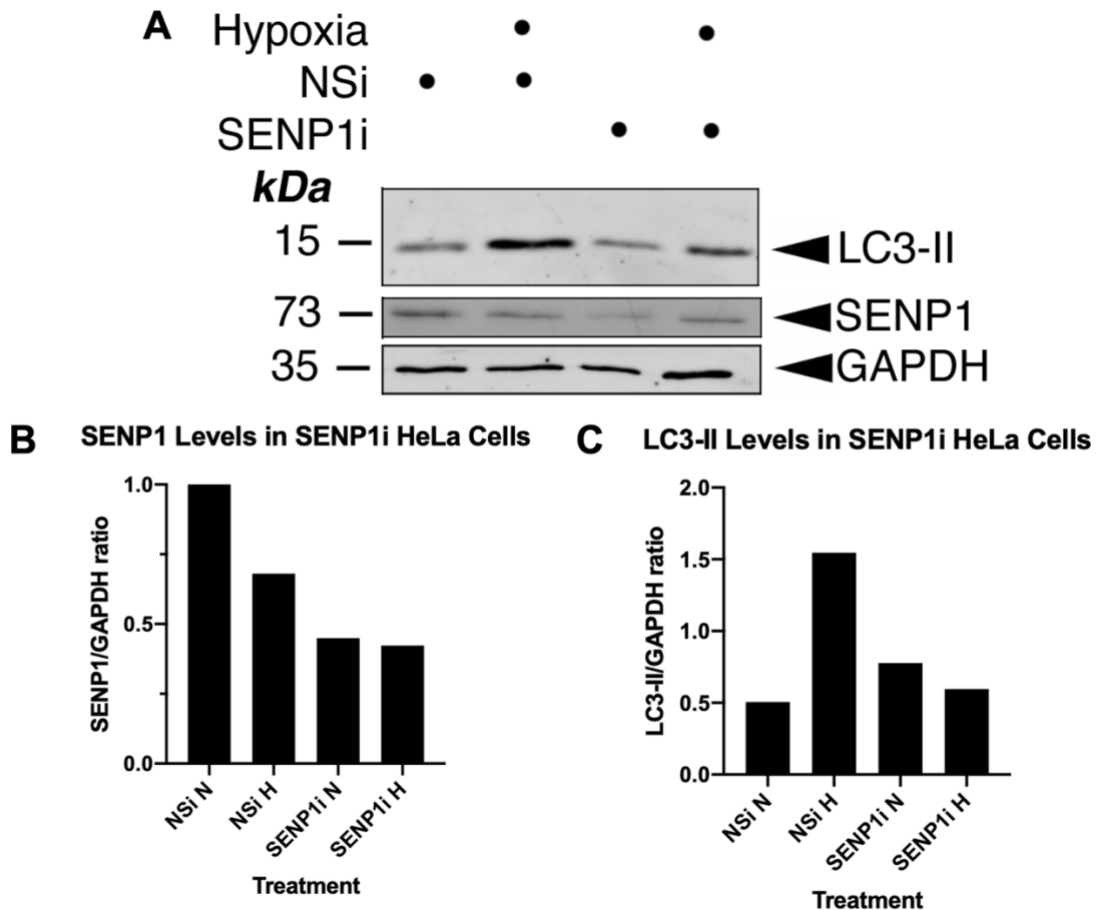 A
Hypoxia
NSi
SENP1i
kDa
15
LC3-II
73
SENP1
35
GAPDH
B
SENP1 Levels in SENP1i HeLa Cells
SENP1/GAPDH ratio
1.0
0.5
0.0
NSi N
NSi H
SENP1i N
SENP1i H
Treatment
C
LC3-II Levels in SENP1i HeLa Cells
LC3-II/GAPDH ratio
2.0
1.5
1.0
0.5
0.0
NSi N
NSi H
SENP1i N
SENP1i H
Treatment